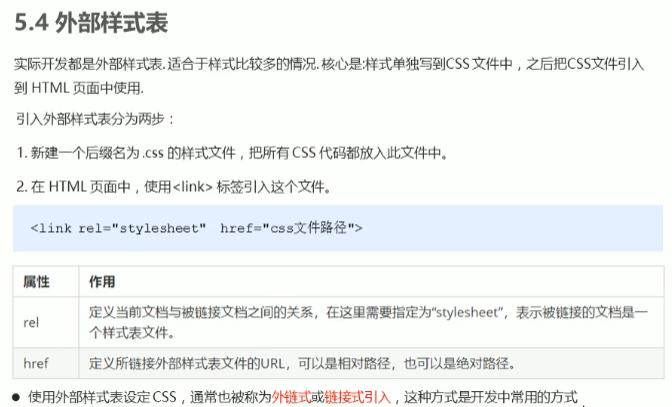 5.4 外部样式表
实际开发都是外部样式表. 适合于样式比较多的情况. 核心是:样式单独写到CSS 文件中，之后把CSS文件引入
到 HTML 页面中使用.
引入外部样式表分为两步：
1. 新建一个后缀名为 .css 的样式文件，把所有 CSS 代码都放入此文件中。
2. 在 HTML 页面中，使用<link> 标签引入这个文件。
<link rel="stylesheet"  href="css文件路径">
属性 作用
rel 定义当前文档与被链接文档之间的关系，在这里需要指定为“stylesheet”，表示被链接的文档是一
个样式表文件。
href 定义所链接外部样式表文件的URL，可以是相对路径，也可以是绝对路径。
● 使用外部样式表设定 CSS，通常也被称为外链式或链接式引入，这种方式是开发中常用的方式